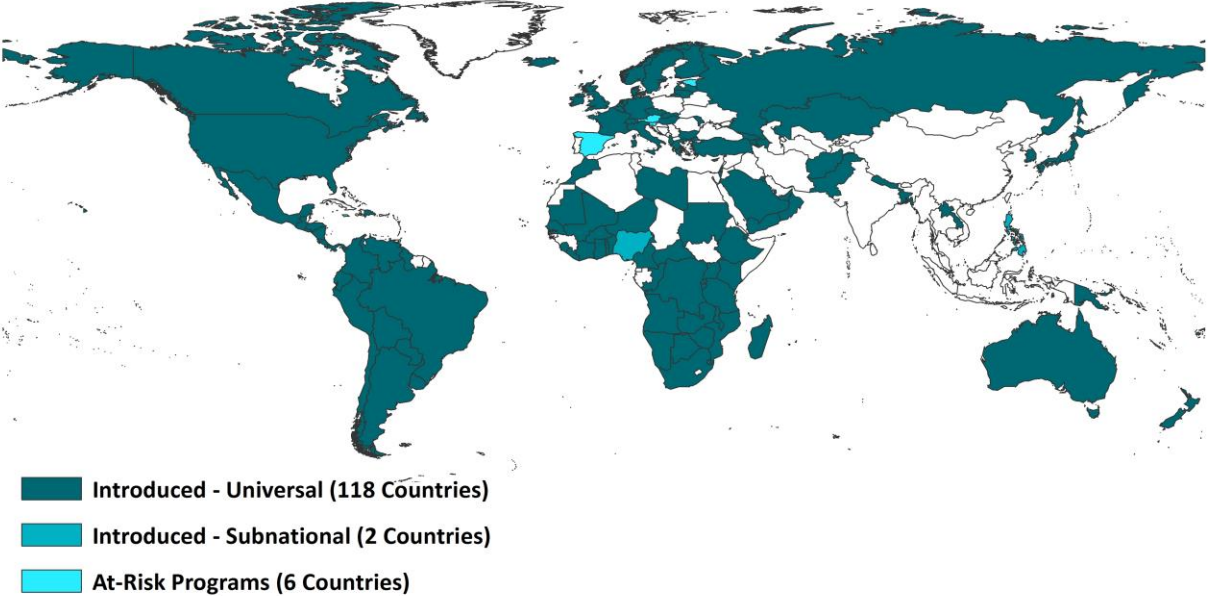 Introduced - Universal (118 Countries)
Introduced - Subnational (2 Countries)
At-Risk Programs (6 Countries)